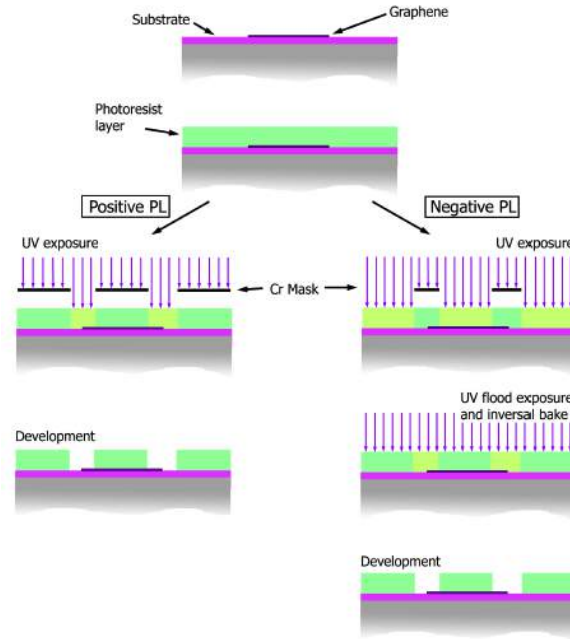 Graphene
Substrate
Photoresist
layer
Positive PL
Negative PL
UV exposure
UV exposure
Cr Mask
UV flood exposure
and inversal bake
Development
Development